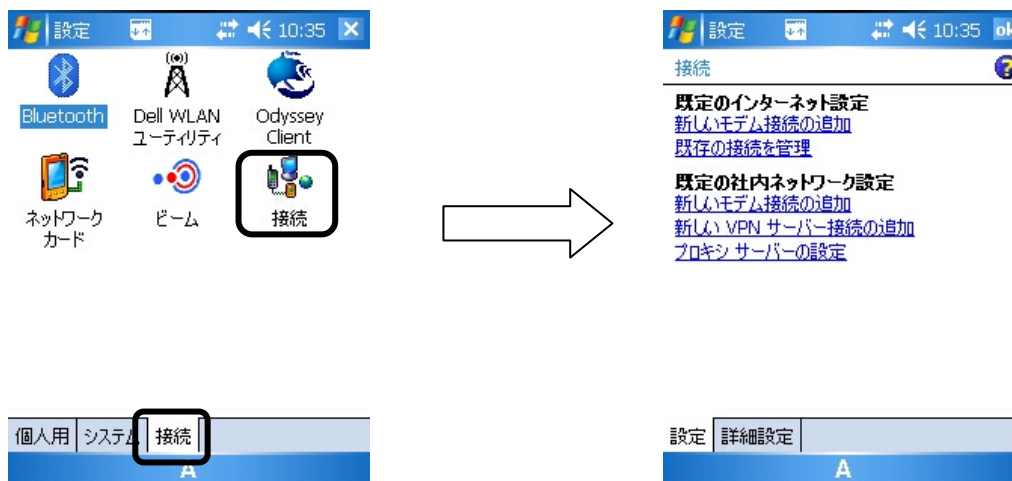 設定
10:35
Bluetooth
Dell WLAN
ユーティリティ
Odyssey
Client
ネットワーク
カード
ビーム
接続
個人用
システム
接続
A
設定
10:35
ok
接続
既定のインターネット設定
新しいモデム接続の追加
既存の接続を管理
既定の社内ネットワーク設定
新しいモデム接続の追加
新しい VPN サーバー接続の追加
プロキシ サーバーの設定
設定
詳細設定
A